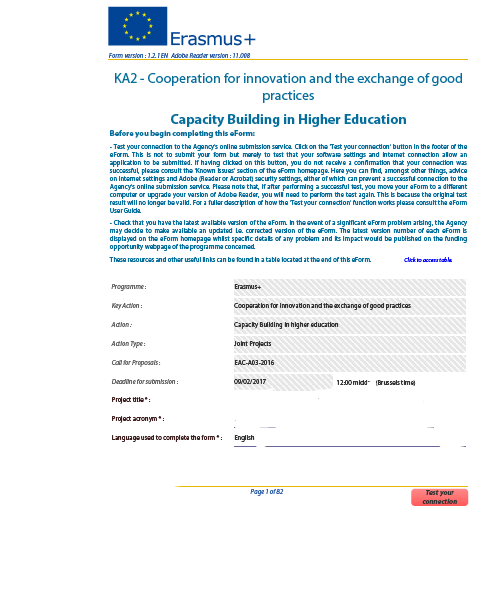 Erasmus+
Form version : 1.2.1 EN Adobe Reader version : 11.008
KA2 - Cooperation for innovation and the exchange of good
practices
Capacity Building in Higher Education
Before you begin completing this eForm:
- Test your connection to the Agency's online submission service. Click on the 'Test your connection' button in the footer of the
eForm. This is not to submit your form but merely to test that your software settings and internet connection allow an
application to be submitted. If having clicked on this button, you do not receive a confirmation that your connection was
successful, please consult the 'Known issues' section of the eForm homepage. Here you can find, amongst other things, advice
on internet settings and Adobe (Reader or Acrobat) security settings, either of which can prevent a successful connection to the
Agency's online submission service. Please note that, if after performing a successful test, you move your eForm to a different
computer or upgrade your version of Adobe Reader, you will need to perform the test again. This is because the original test
result will no longer be valid. For a fuller description of how the 'Test your connection' function works please consult the eForm
User Guide.
- Check that you have the latest available version of the eForm. In the event of a significant eForm problem arising, the Agency
may decide to make available an updated i.e. corrected version of the eForm. The latest version number of each eForm is
displayed on the eForm homepage whilst specific details of any problem and its impact would be published on the funding
opportunity webpage of the programme concerned.
These resources and other useful links can be found in a table located at the end of this eForm. Click to access table.
Programme : Erasmus+
Key Action : Cooperation for innovation and the exchange of good practices
Action : Capacity Building in higher education
Action Type : Joint Projects
Call for Proposals : EAC-A03-2016
Deadline for submission : 09/02/2017 12:00 (Brussels time)
Project title * :
Project acronym * :
Language used to complete the form * : English
Page 1 of 82
Test your
connection